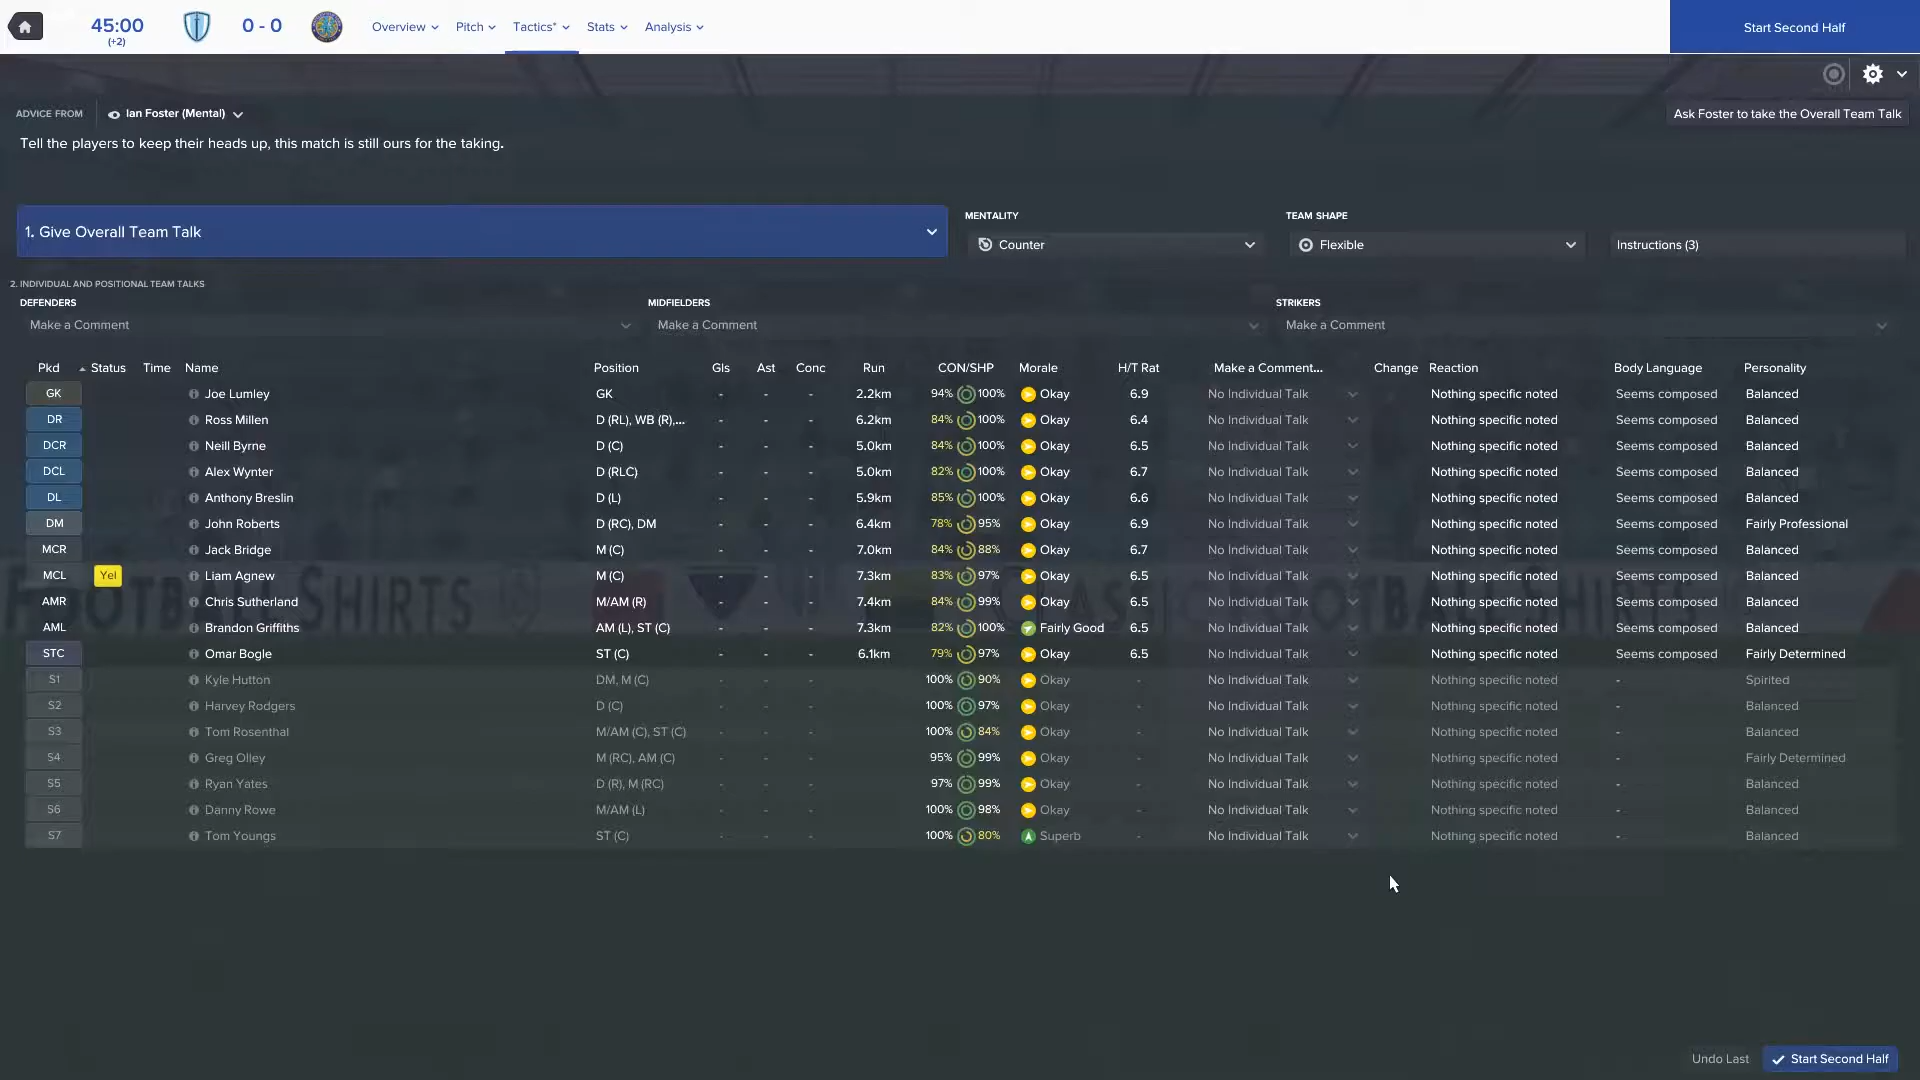 45:00
(+2)
0 - 0
Overview
Pitch
Tactics*
Stats
Analysis
Start Second Half
ADVICE FROM
Ian Foster (Mental)
Ask Foster to take the Overall Team Talk
Tell the players to keep their heads up, this match is still ours for the taking.
1. Give Overall Team Talk
MENTALITY
Counter
TEAM SHAPE
Flexible
Instructions (3)
2. INDIVIDUAL AND POSITIONAL TEAM TALKS
DEFENDERS MIDFIELDERS STRIKERS
Make a Comment Make a Comment Make a Comment
Pkd Status Time Name Position Gls Ast Conc Run CON/SHP Morale H/T Rat Make a Comment... Change Reaction Body Language Personality
GK Joe Lumley GK - - - 2.2km 94% 100% Okay 6.9 No Individual Talk Nothing specific noted Seems composed Balanced
DR Ross Millen D (RL), WB (R),... - - - 6.2km 84% 100% Okay 6.4 No Individual Talk Nothing specific noted Seems composed Balanced
DCR Neill Byrne D (C) - - - 5.0km 84% 100% Okay 6.5 No Individual Talk Nothing specific noted Seems composed Balanced
DCL Alex Wynter D (RLC) - - - 5.0km 82% 100% Okay 6.7 No Individual Talk Nothing specific noted Seems composed Balanced
DL Anthony Breslin D (L) - - - 5.9km 85% 100% Okay 6.6 No Individual Talk Nothing specific noted Seems composed Balanced
DM John Roberts D (RC), DM - - - 6.4km 78% 95% Okay 6.9 No Individual Talk Nothing specific noted Seems composed Fairly Professional
MCR Jack Bridge M (C) - - - 7.0km 84% 88% Okay 6.7 No Individual Talk Nothing specific noted Seems composed Balanced
MCL Yel Liam Agnew M (C) - - - 7.3km 83% 97% Okay 6.5 No Individual Talk Nothing specific noted Seems composed Balanced
AMR Chris Sutherland M/AM (R) - - - 7.4km 84% 99% Okay 6.5 No Individual Talk Nothing specific noted Seems composed Balanced
AML Brandon Griffiths AM (L), ST (C) - - - 7.3km 82% 100% Fairly Good 6.5 No Individual Talk Nothing specific noted Seems composed Balanced
STC Omar Bogle ST (C) - - - 6.1km 79% 97% Okay 6.5 No Individual Talk Nothing specific noted Seems composed Fairly Determined
S1 Kyle Hutton DM, M (C) - - - 100% 90% Okay - No Individual Talk Nothing specific noted - Spirited
S2 Harvey Rodgers D (C) - - - 100% 97% Okay - No Individual Talk Nothing specific noted - Balanced
S3 Tom Rosenthal M/AM (C), ST (C) - - - 100% 84% Okay - No Individual Talk Nothing specific noted - Balanced
S4 Greg Olley M (RC), AM (C) - - - 95% 99% Okay - No Individual Talk Nothing specific noted - Fairly Determined
S5 Ryan Yates D (R), M (RC) - - - 97% 99% Okay - No Individual Talk Nothing specific noted - Balanced
S6 Danny Rowe M/AM (L) - - - 100% 98% Okay - No Individual Talk Nothing specific noted - Balanced
S7 Tom Youngs ST (C) - - - 100% 80% Superb - No Individual Talk Nothing specific noted - Balanced
FOOTBALL SHIRTS
Undo Last
Start Second Half